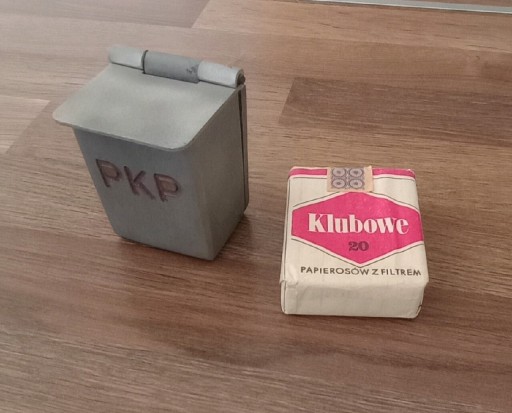 PKP
Klubowe
20
PAPIEROSÓW Z FILTREM